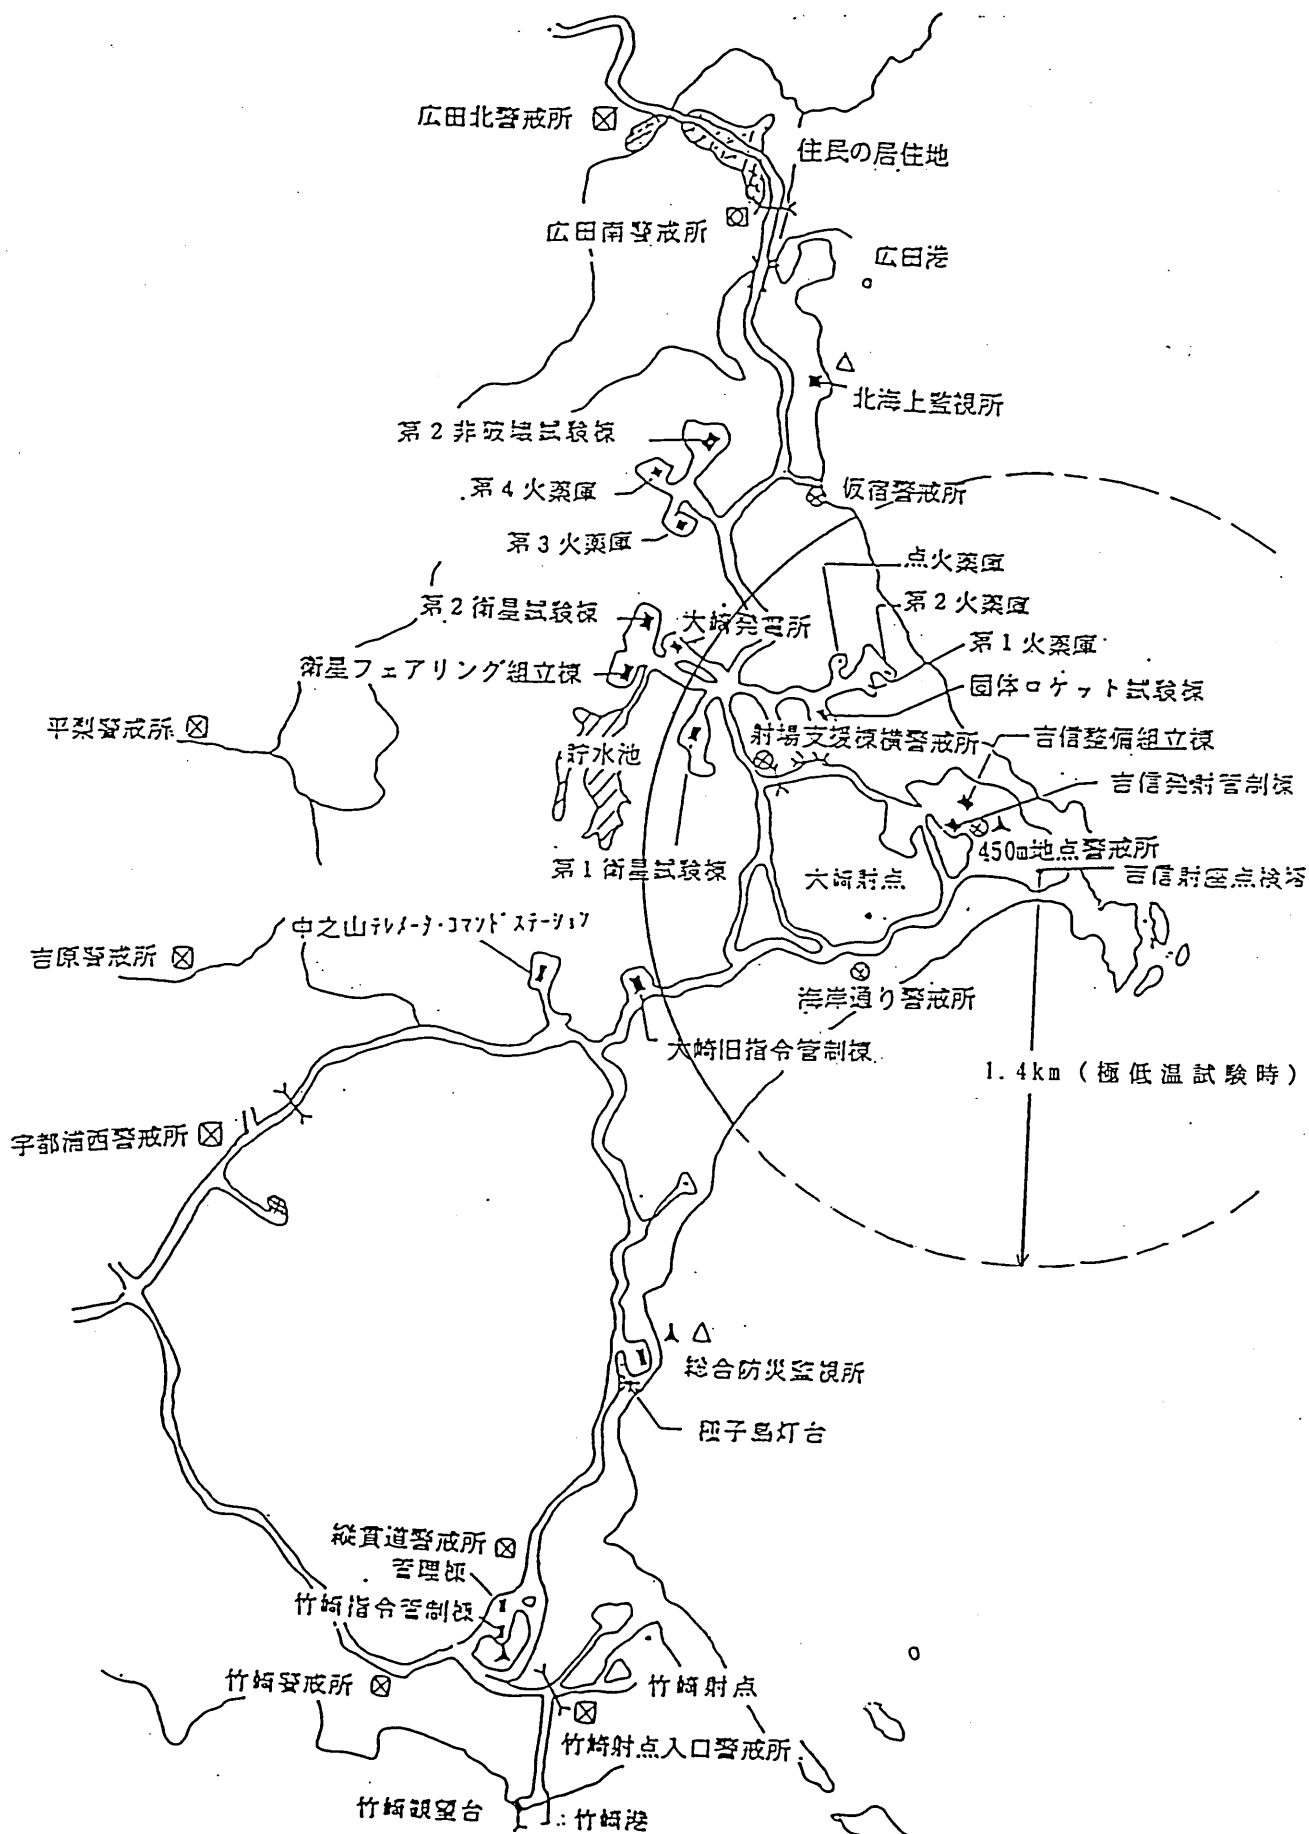 広田北警戒所
住民の居住地
広田南警戒所
広田港
北海上監視所
第2非破壊試験棟
第4火薬庫
仮宿警戒所
第3火薬庫
点火薬庫
第2衛星試験棟
第2火薬庫
大崎発電所
第1火薬庫
衛星フェアリング組立棟
固体ロケット試験棟
平梨警戒所
射場支援棟横警戒所
吉信整備組立棟
貯水池
吉信発射管制棟
450m地点警戒所
第1衛星試験棟
大崎射点
吉信射座点検塔
中之山テレメータ・コマンドステーション
吉原警戒所
海岸通り警戒所
大崎旧指令管制棟
1.4km(極低温試験時)
宇都浦西警戒所
総合防災監視所
種子島灯台
縦貫道警戒所
管理棟
竹崎指令管制棟
竹崎警戒所
竹崎射点
竹崎射点入口警戒所
竹崎観望台
竹崎港